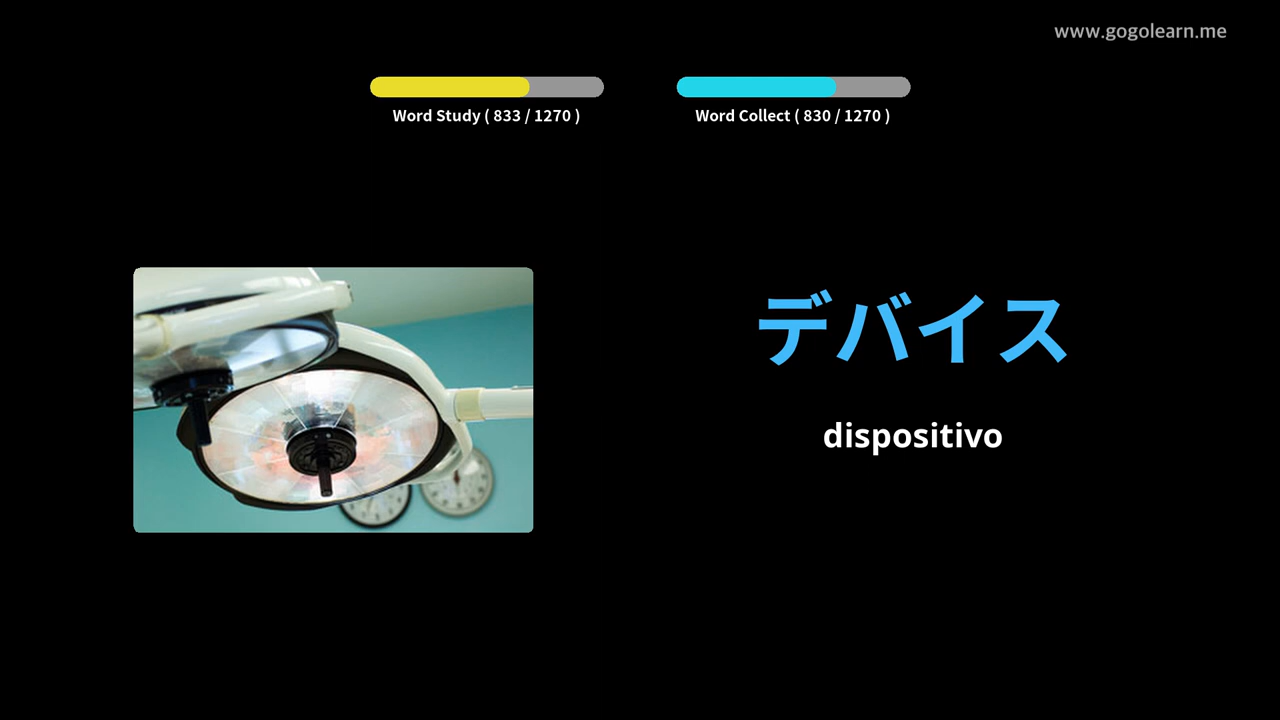 www.gogolearn.me
Word Study ( 833 / 1270 )
Word Collect ( 830 / 1270 )
デバイス
dispositivo